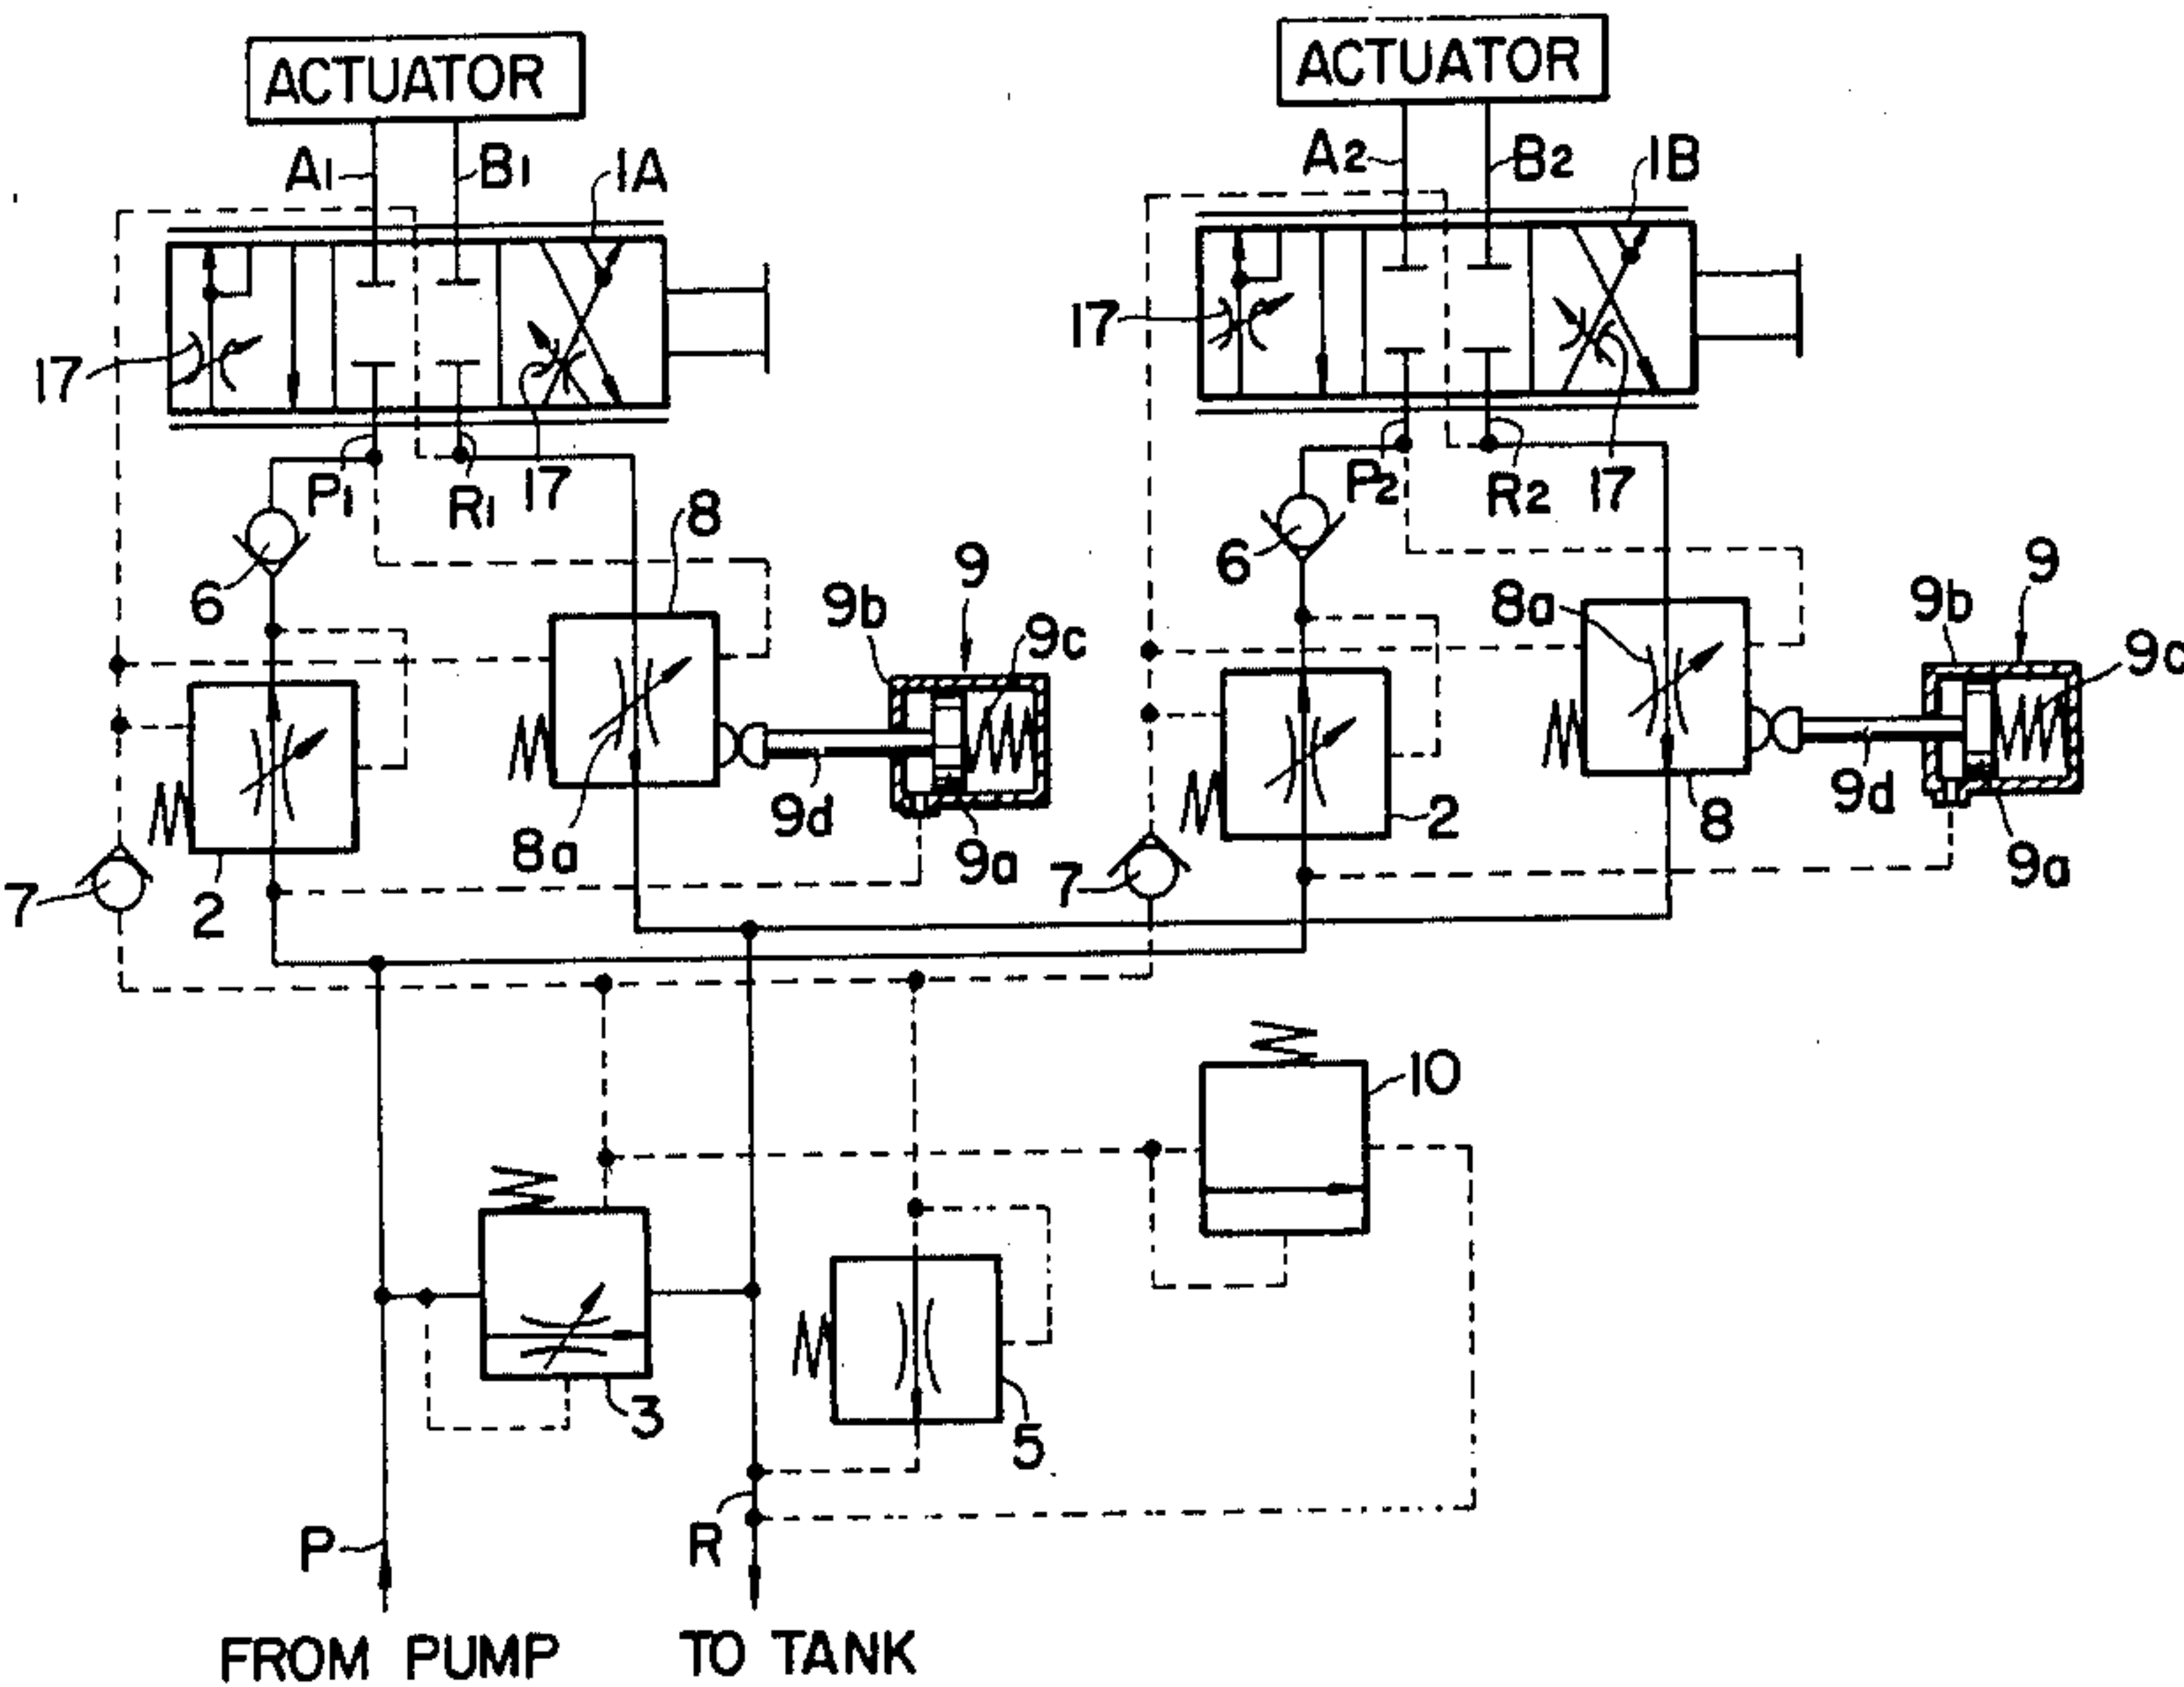 ACTUATOR ACTUATOR
A1 B1 1A A2 B2 1B
17 17
P1 R1 17 P2 R2 17
6 8 9 6 8a 9
9b 9c 9b 9c
2 8a 9d 9a 2 9d 8 9a
7 7
10
3 5
P R
FROM PUMP TO TANK